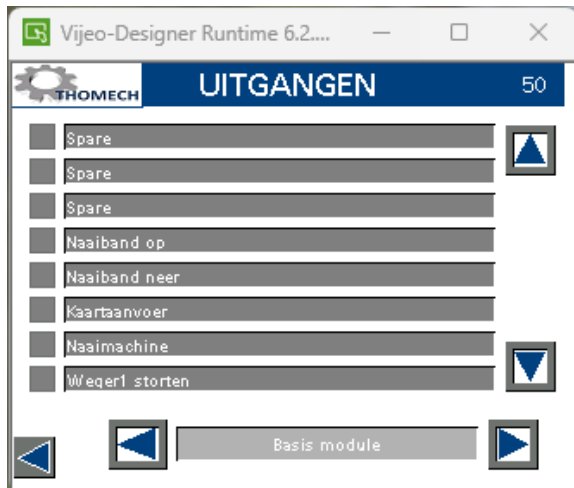 Vijeo-Designer Runtime 6.2....
THOMECH
UITGANGEN
50
Spare
Spare
Spare
Naaiband op
Naaiband neer
Kaartaanvoer
Naaimachine
Weger1 storten
Basis module